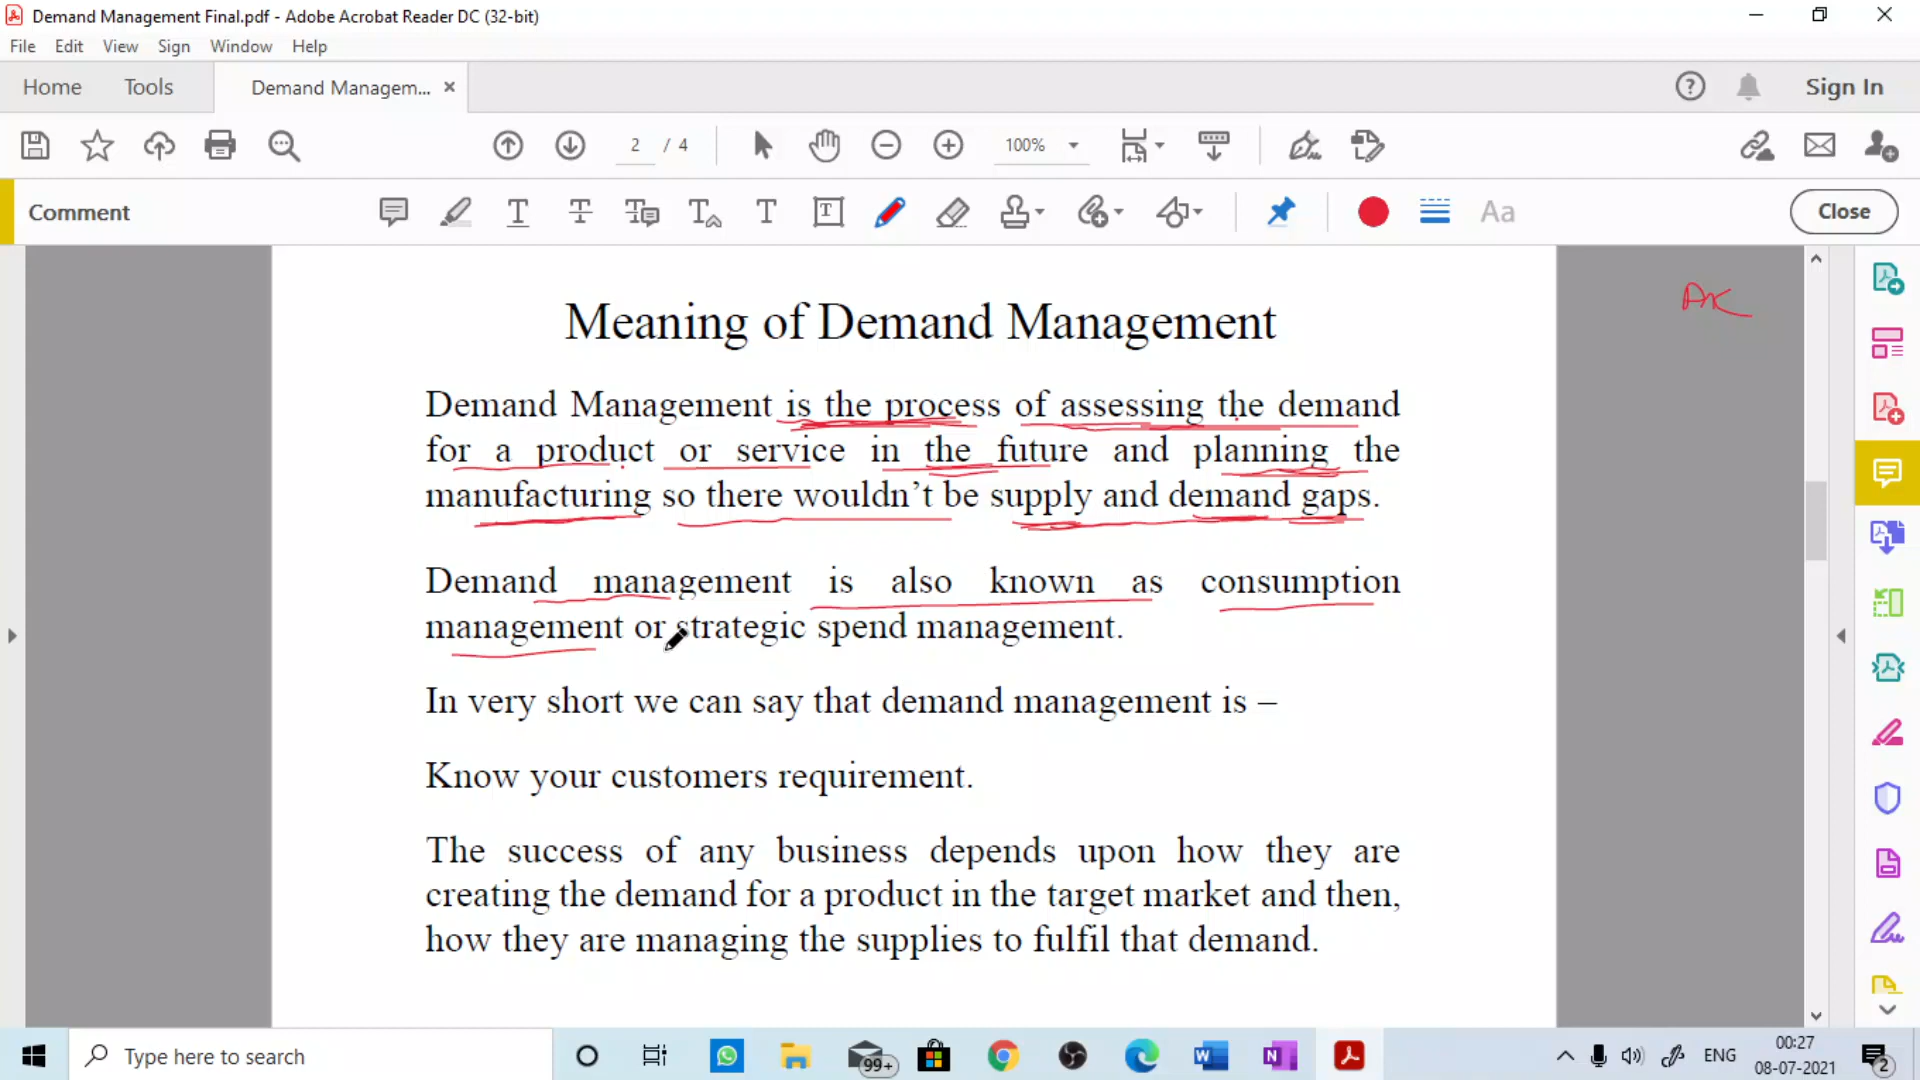 Demand Management Final.pdf - Adobe Acrobat Reader DC (32-bit)
File Edit View Sign Window Help
Home Tools Demand Managem... × Sign In
2 / 4 100%
Comment Aa Close
Meaning of Demand Management
AK
Demand Management is the process of assessing the demand
for a product or service in the future and planning the
manufacturing so there wouldn’t be supply and demand gaps.
Demand management is also known as consumption
management or strategic spend management.
In very short we can say that demand management is –
Know your customers requirement.
The success of any business depends upon how they are
creating the demand for a product in the target market and then,
how they are managing the supplies to fulfil that demand.
Type here to search 99+ ENG 00:27
08-07-2021 2